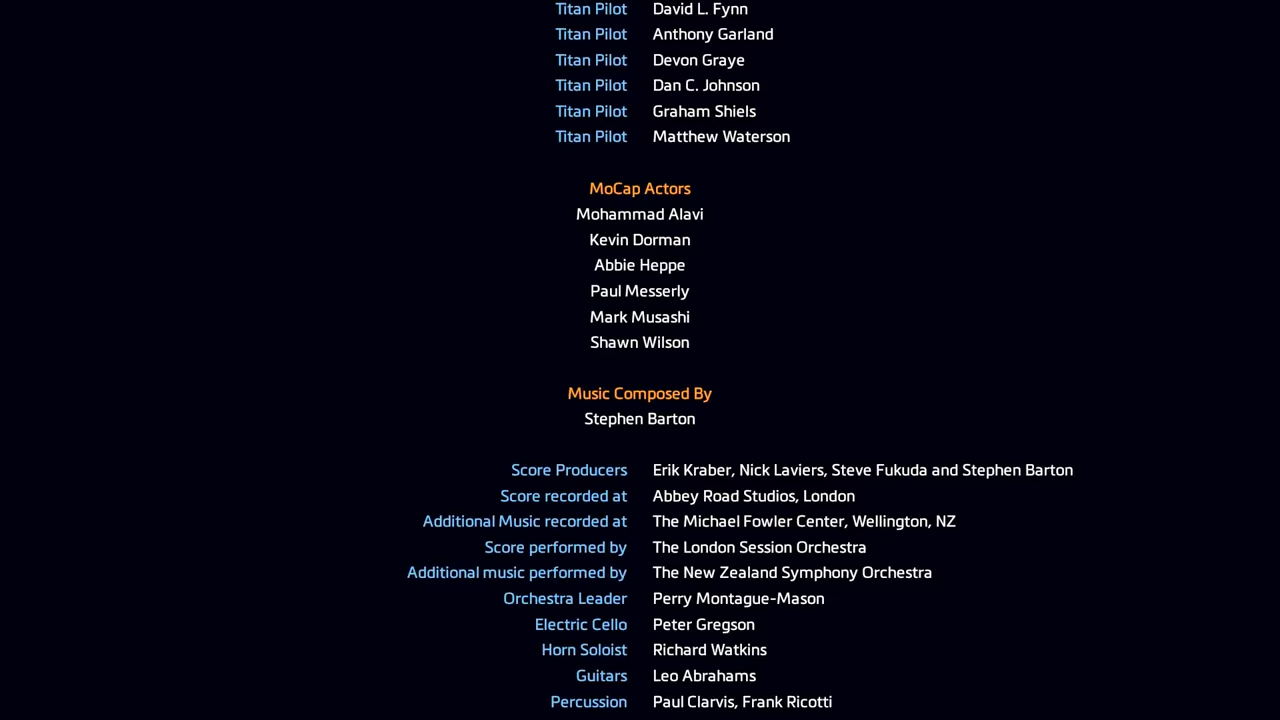 Titan Pilot David L. Fynn
Titan Pilot Anthony Garland
Titan Pilot Devon Graye
Titan Pilot Dan C. Johnson
Titan Pilot Graham Shiels
Titan Pilot Matthew Waterson
MoCap Actors
Mohammad Alavi
Kevin Dorman
Abbie Heppe
Paul Messerly
Mark Musashi
Shawn Wilson
Music Composed By
Stephen Barton
Score Producers Erik Kraber, Nick Laviers, Steve Fukuda and Stephen Barton
Score recorded at Abbey Road Studios, London
Additional Music recorded at The Michael Fowler Center, Wellington, NZ
Score performed by The London Session Orchestra
Additional music performed by The New Zealand Symphony Orchestra
Orchestra Leader Perry Montague-Mason
Electric Cello Peter Gregson
Horn Soloist Richard Watkins
Guitars Leo Abrahams
Percussion Paul Clarvis, Frank Ricotti